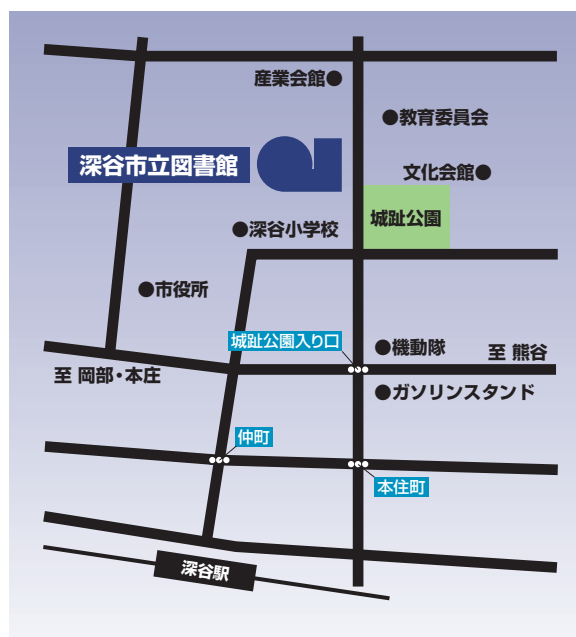 産業会館●
●教育委員会
深谷市立図書館
文化会館●
城趾公園
●深谷小学校
●市役所
城趾公園入り口
●機動隊
至 熊谷
至 岡部・本庄
●ガソリンスタンド
仲町
本住町
深谷駅